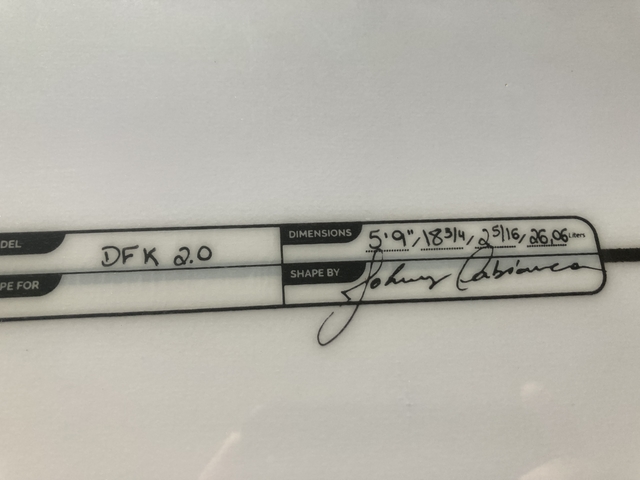 DEL DFK 2.0
DIMENSIONS 5'9", 18 3/4, 2 5/16, 26,06 Liters
PE FOR
SHAPE BY Johnny Cabianca